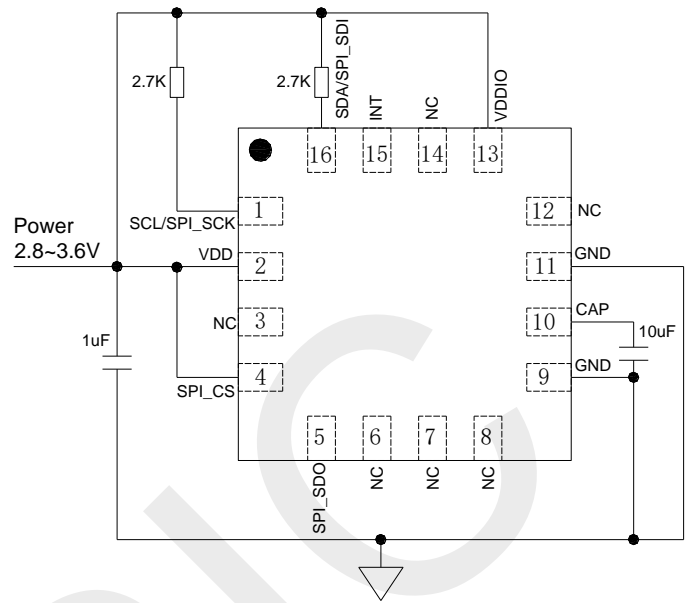 2.7K
2.7K
SDA/SPI_SDI
INT
NC
VDDIO
16
15
14
13
SCL/SPI_SCK
1
12
NC
Power
2.8~3.6V
VDD
2
11
GND
NC
3
10
CAP
1uF
10uF
SPI_CS
4
9
GND
5
6
7
8
SPI_SDO
NC
NC
NC